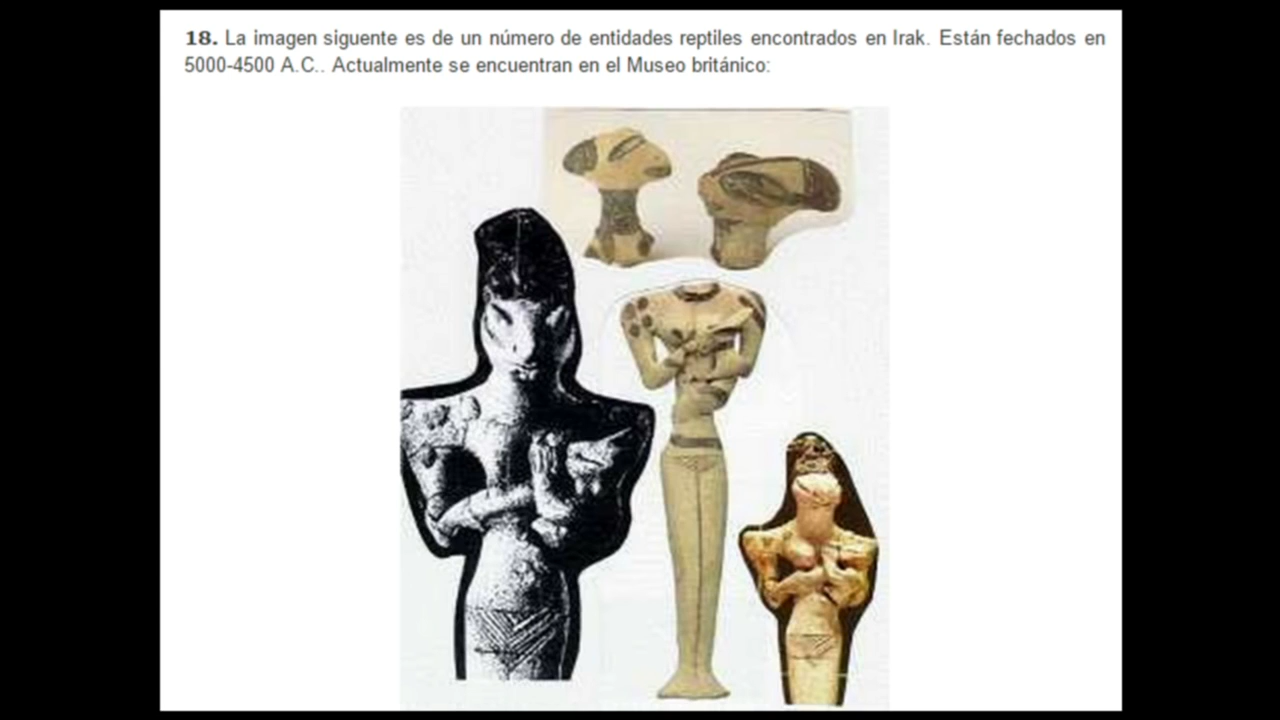 18. La imagen siguente es de un número de entidades reptiles encontrados en Irak. Están fechados en
5000-4500 A.C.. Actualmente se encuentran en el Museo británico: